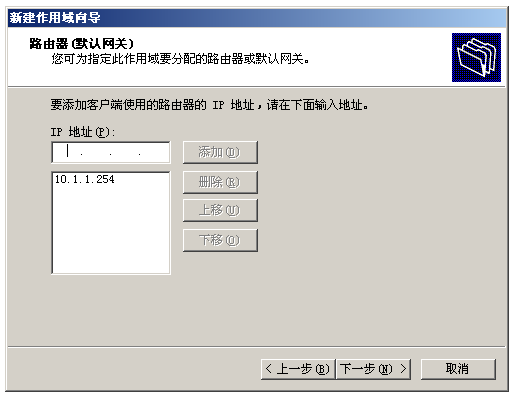 新建作用域向导
路由器(默认网关)
您可为指定此作用域要分配的路由器或默认网关。
要添加客户端使用的路由器的 IP 地址，请在下面输入地址。
IP 地址(P):
. . .
添加(D)
10.1.1.254
删除(R)
上移(U)
下移(O)
< 上一步(B)
下一步(N) >
取消